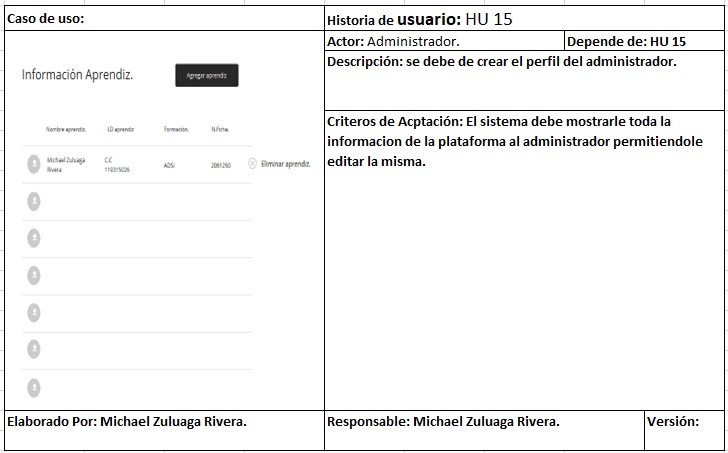 Caso de uso:
Historia de usuario: HU 15
Actor: Administrador.
Depende de: HU 15
Descripción: se debe de crear el perfil del administrador.
Información Aprendiz.
Agregar aprendiz
Criteros de Acptación: El sistema debe mostrarle toda la
informacion de la plataforma al administrador permitiendole
editar la misma.
Nombre aprendiz.
I.D aprendiz
Formación.
N.Ficha.
Michael Zuluaga
Rivera
C.C
119315026
ADSI
2061250
Eliminar aprendiz.
Elaborado Por: Michael Zuluaga Rivera.
Responsable: Michael Zuluaga Rivera.
Versión: